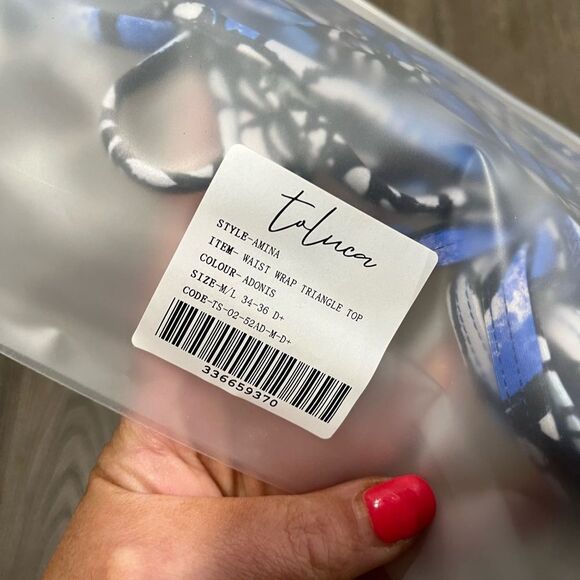 toluca
STYLE-AMINA
ITEM- WAIST WRAP TRIANGLE TOP
COLOUR- ADONIS
SIZE-M/L 34-36 D+
CODE-TS-02-52AD-M-D+
336659370